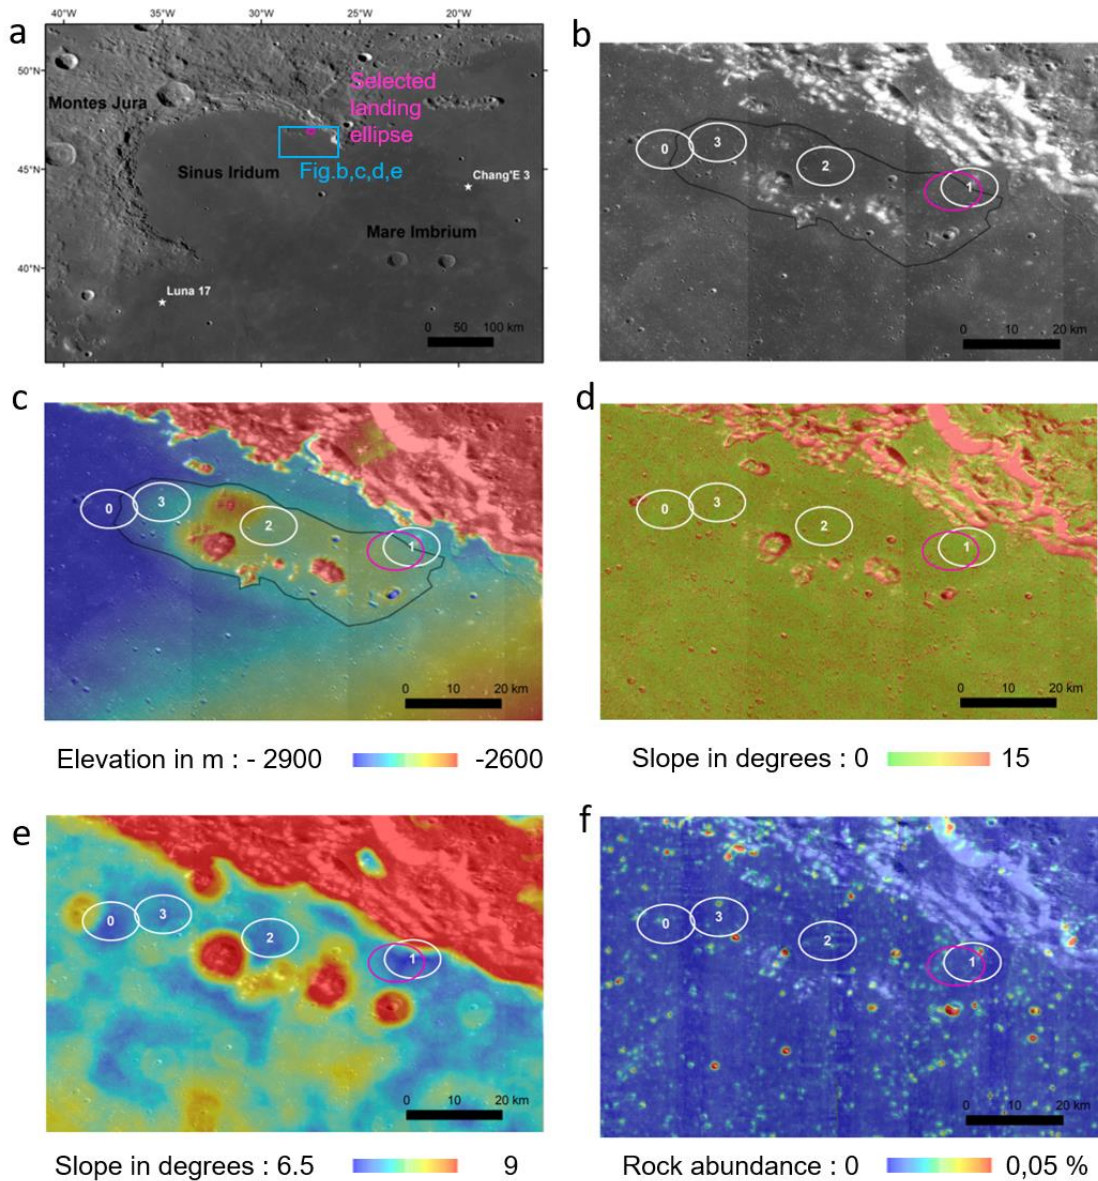 a
40°W
35°W
30°W
25°W
20°W
50°N
45°N
40°N
Selected
landing
ellipse
Montes Jura
Sinus Iridum
Fig.b,c,d,e
Chang'E 3
Mare Imbrium
Luna 17
0 50 100 km
b
0
3
2
1
0 10 20 km
c
0
3
2
1
0 10 20 km
d
0
3
2
1
0 10 20 km
Elevation in m : - 2900 -2600
Slope in degrees : 0 15
e
0
3
2
1
0 10 20 km
f
0
3
2
1
0 10 20 km
Slope in degrees : 6.5 9
Rock abundance : 0 0,05 %